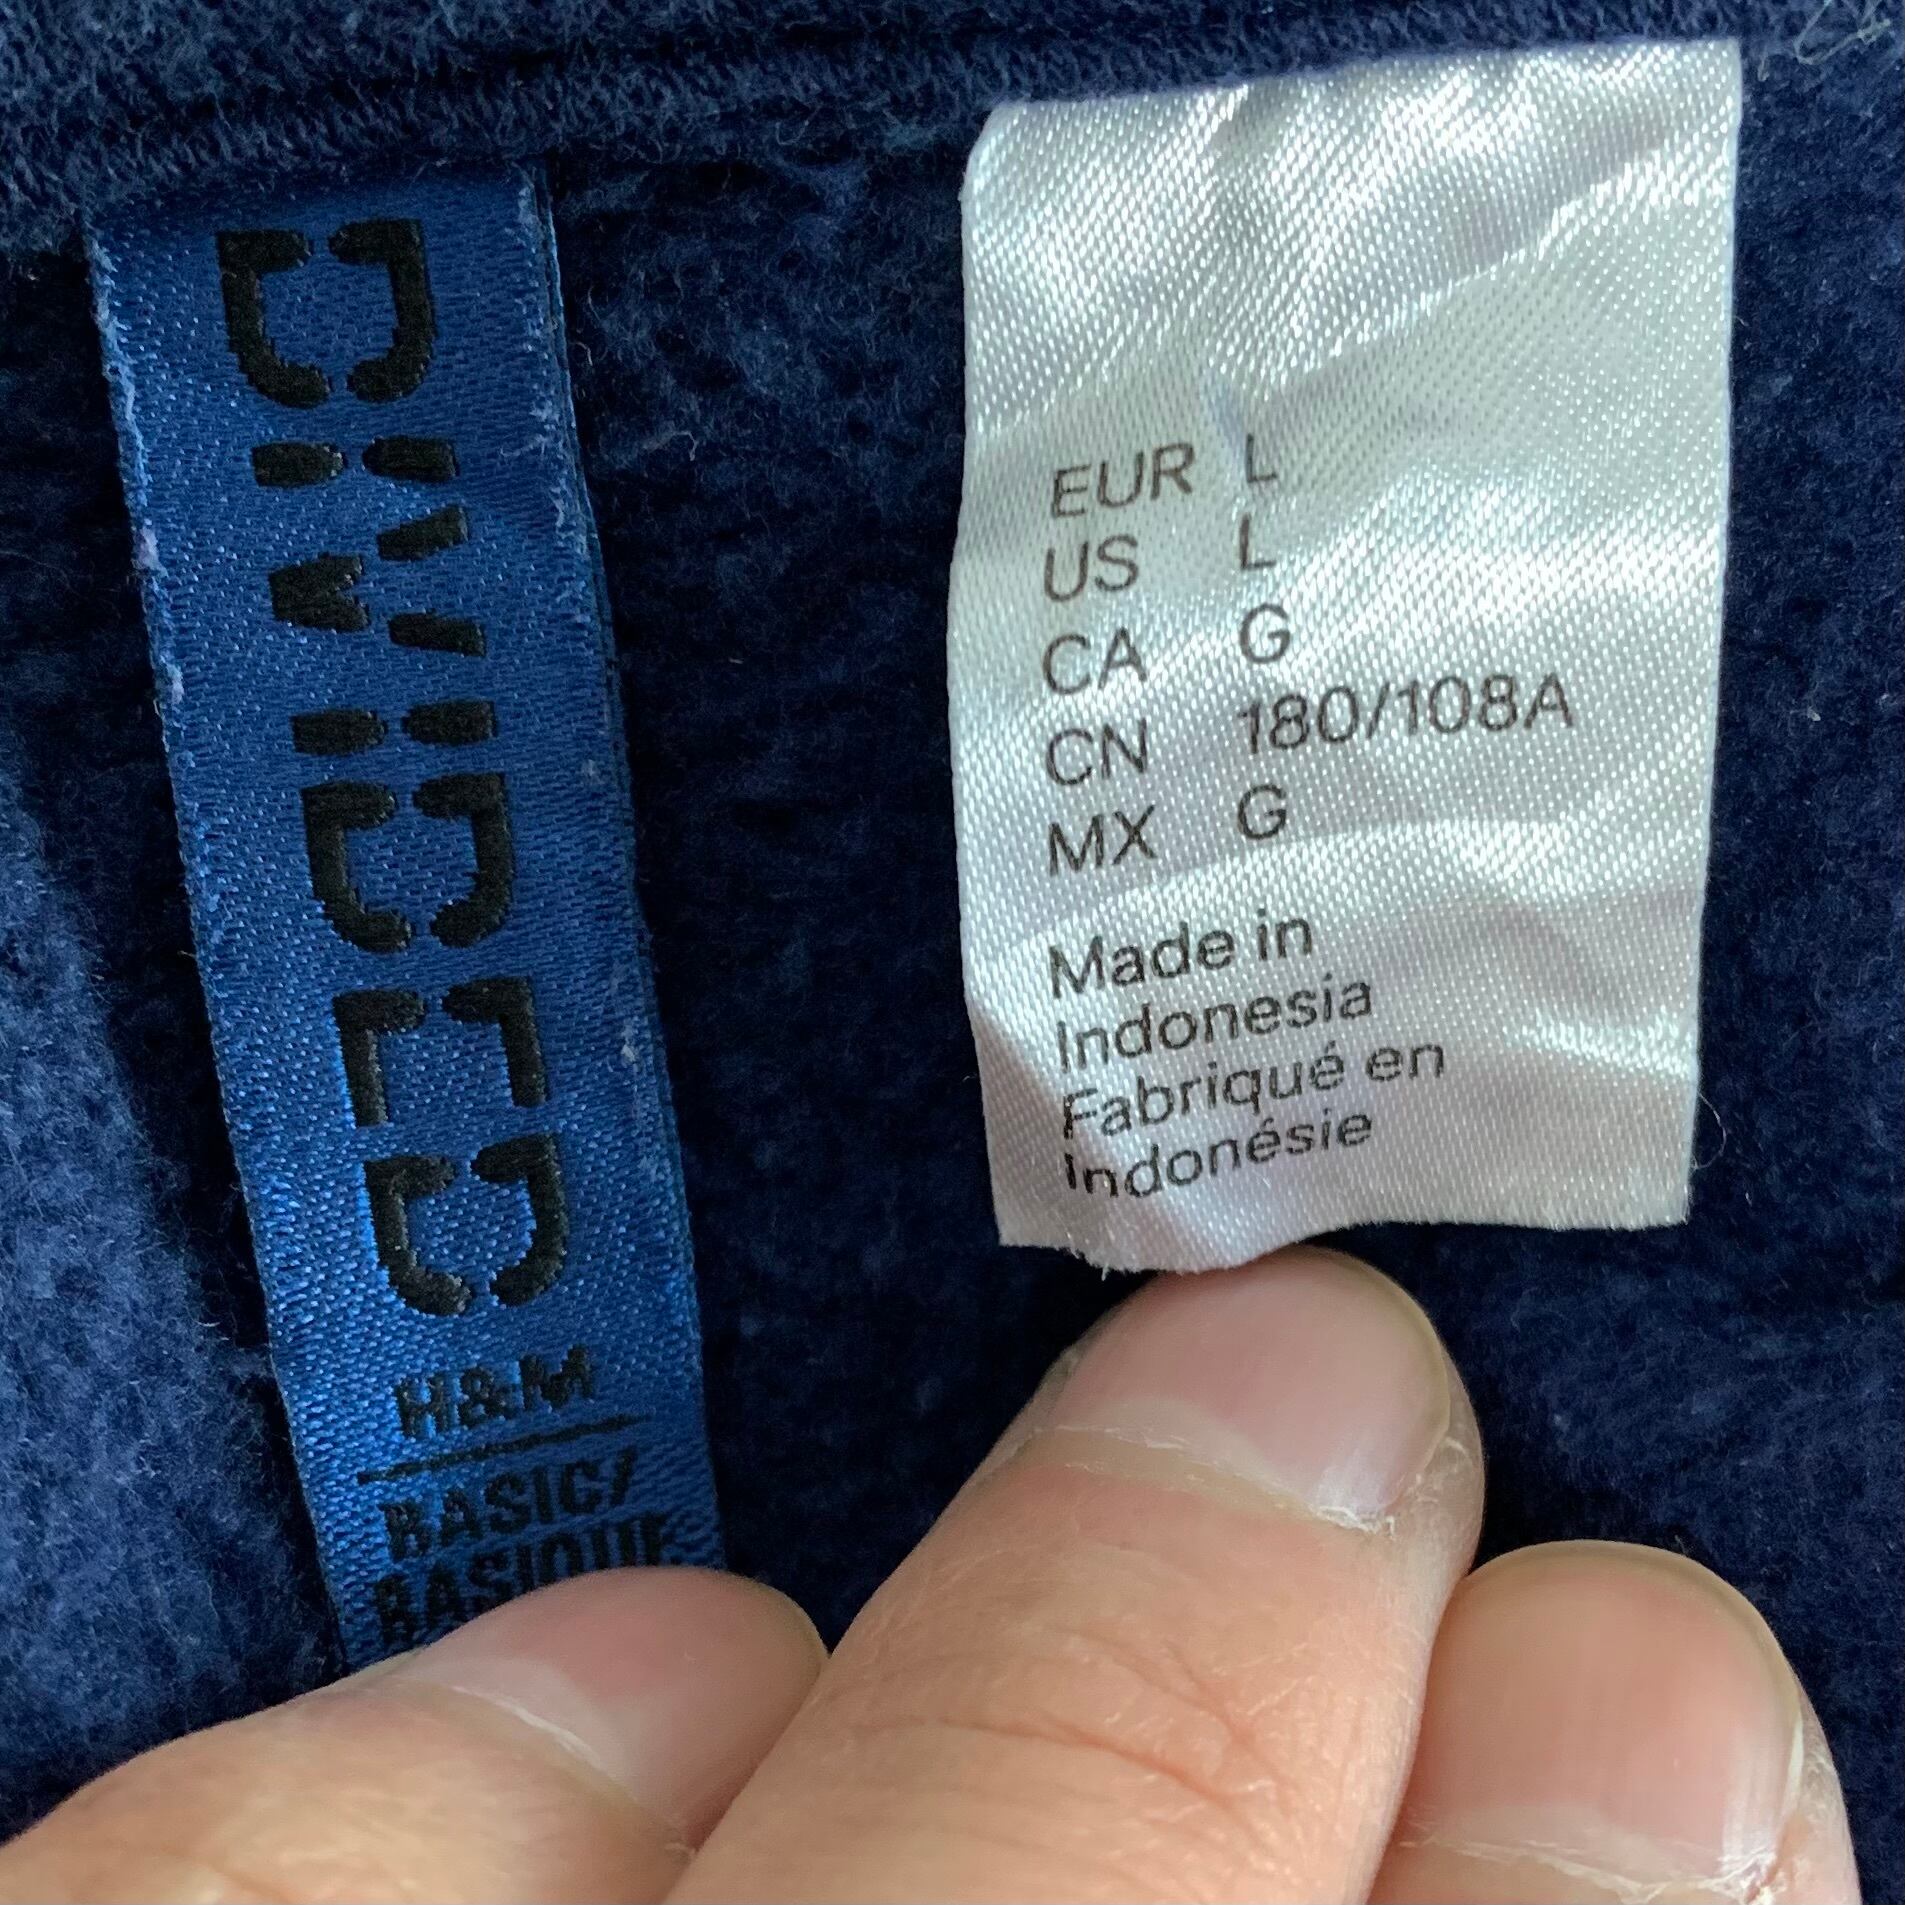 DIVIDED
H&M
BASIC/
BASIQUE
EUR L
US L
CA G
CN 180/108A
MX G
Made in
Indonesia
Fabriqué en
Indonésie